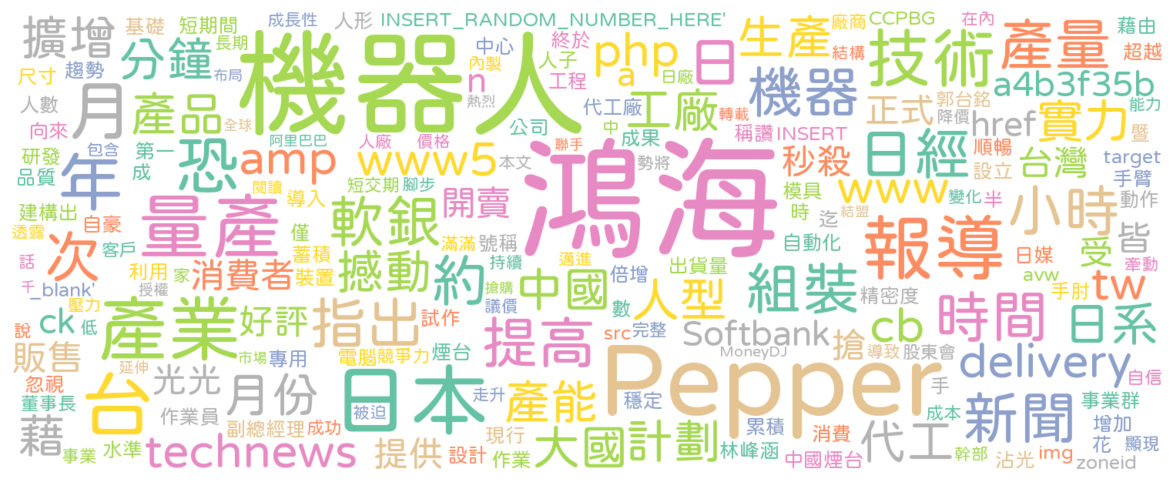 擴增 基礎 短期間 成長性 人形 INSERT_RANDOM_NUMBER_HERE' 廠商 CCPBG 在內 藉由
分鐘 長期 機器人 中心 終於 php 生產 結構 技術 產量 超越
尺寸 趨勢 布局 內製 人子 a 日廠 日 a4b3f35b
人數 月 產品 n 熱烈 工程 工廠 機器 正式 郭台銘 實力 能力
向來 全球 阿里巴巴 代工廠 轉載 降價 href 暨
研發 包含 第一 恐 人廠 價格 公司 中 成果 稱讚 INSERT 日經 順暢 台灣 target
品質 成 年 amp www5 本文 聯手 勢將 秒殺 設立 手臂
閱讀 導入 短交期 腳步 鴻海 模具 www 變化 半 動作
建構出 自豪 量產 僅 軟銀 開賣 時 迄 結盟 小時
透露 客戶 次 蓄積 滿滿 號稱 自動化 報導 皆
話 利用 家 消費者 裝置 撼動 持續 邁進 倍增 出貨量 組裝 受 日媒 牽動
千 _blank' 授權 約 搶購 中國 數 人型 精密度 avw 手肘 tw
壓力 ck 低 產業 好評 指出 議價 src 完整 Softbank 搶 cb 時間 日系
說 試作 提高 MoneyDJ 導致 股東會
販售 市場 專用 電腦 競爭力 煙台 Pepper 手 delivery 自信
忽視 延伸 台 光光 月份 日本 走升 產能 穩定 成本 新聞 事業群
董事長 藉 作業員 被迫 累積 增加
副總經理 成功 現行 大國 計劃 林峰涵 消費 代工 幹部 花 顯現
事業 水準 technews 提供 設計 作業 中國煙台 沾光 img zoneid